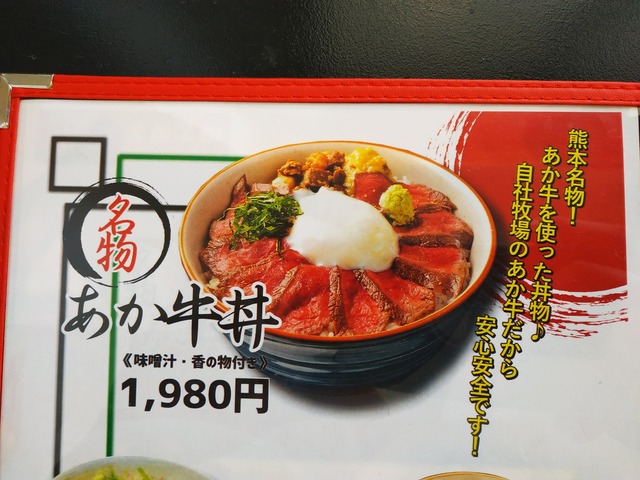 熊本名物！
あか牛を使った丼物♪
自社牧場のあか牛だから
安心安全です！
名物
あか牛丼
《味噌汁・香の物付き》
1,980円